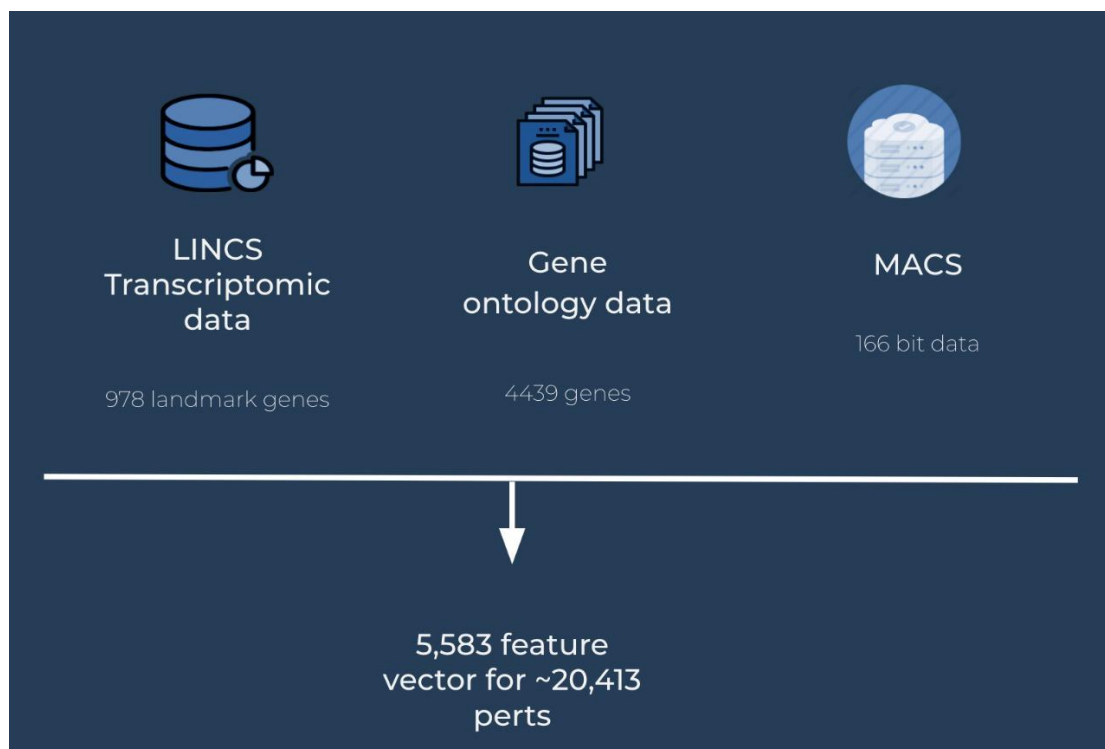 LINCS
Transcriptomic
data
978 landmark genes
Gene
ontology data
4439 genes
MACS
166 bit data
5,583 feature
vector for ~20,413
perts